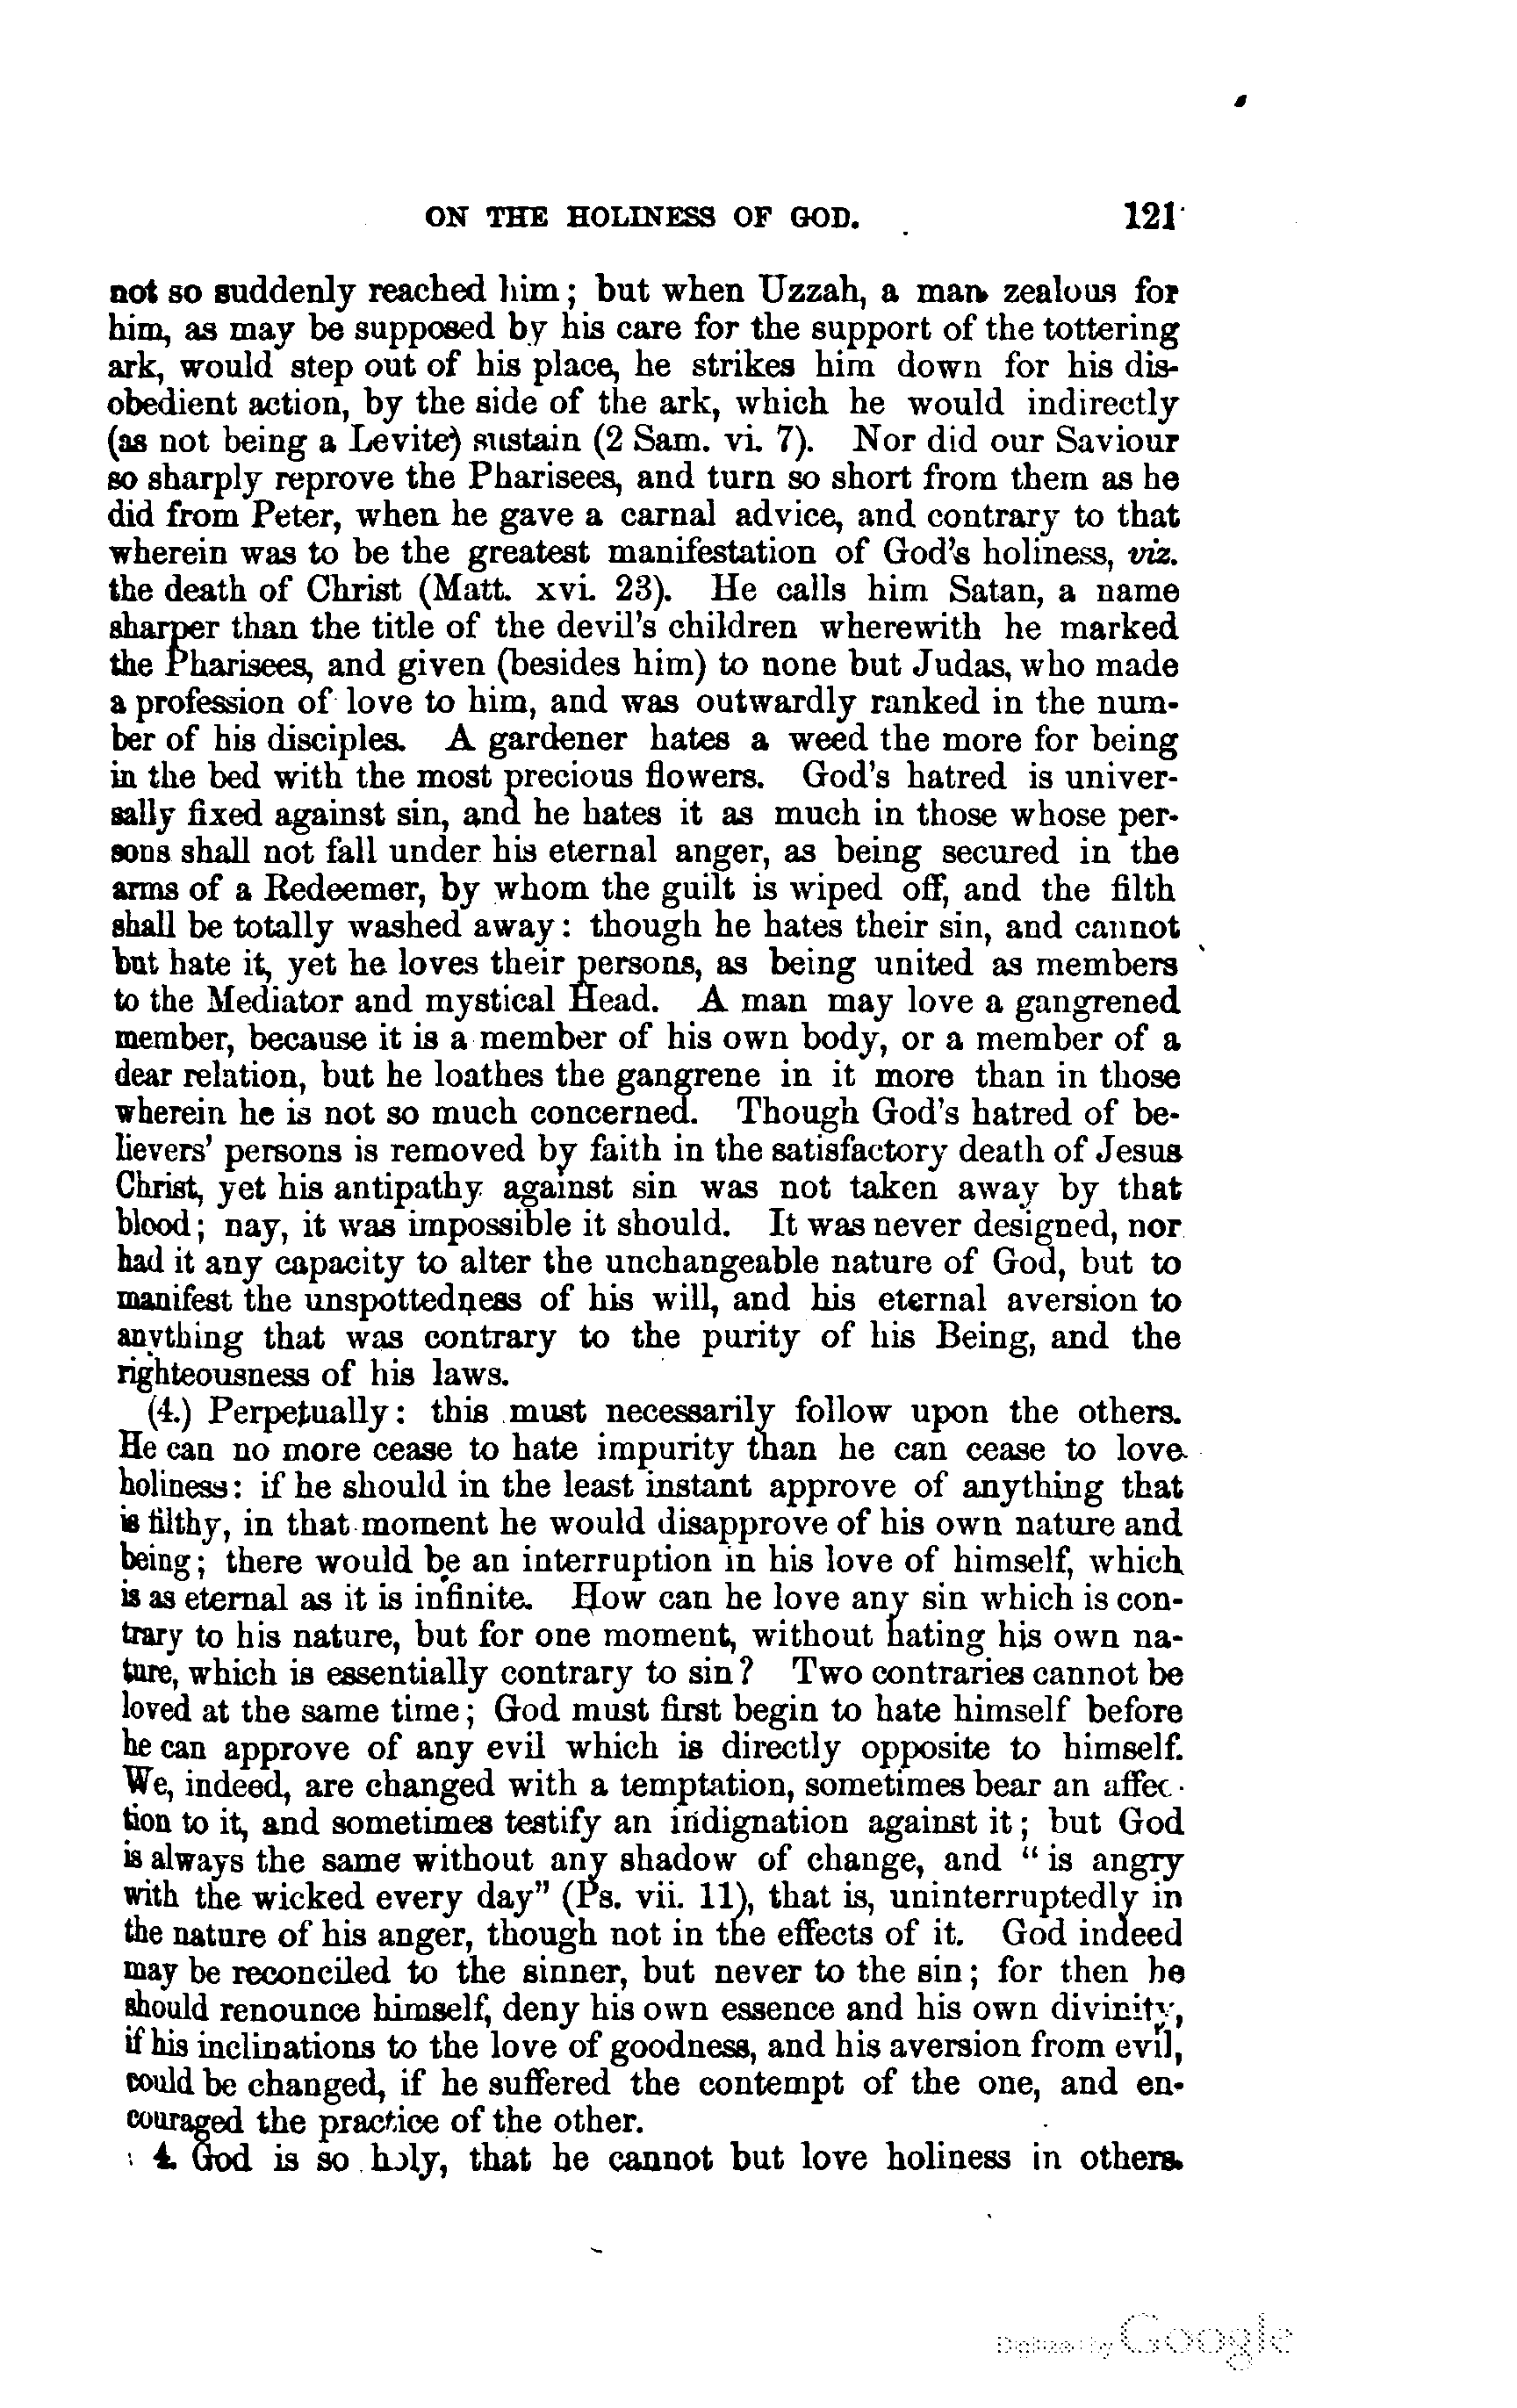 ON THE HOLINESS OF GOD. 121
not so suddenly reached him; but when Uzzah, a man zealous for
him, as may be supposed by his care for the support of the tottering
ark, would step out of his place, he strikes him down for his dis-
obedient action, by the side of the ark, which he would indirectly
(as not being a Levite) sustain (2 Sam. vi. 7). Nor did our Saviour
so sharply reprove the Pharisees, and turn so short from them as he
did from Peter, when he gave a carnal advice, and contrary to that
wherein was to be the greatest manifestation of God's holiness, viz.
the death of Christ (Matt. xvi. 23). He calls him Satan, a name
sharper than the title of the devil's children wherewith he marked
the Pharisees, and given (besides him) to none but Judas, who made
a profession of love to him, and was outwardly ranked in the num-
ber of his disciples. A gardener hates a weed the more for being
in the bed with the most precious flowers. God's hatred is univer-
sally fixed against sin, and he hates it as much in those whose per-
sons shall not fall under his eternal anger, as being secured in the
arms of a Redeemer, by whom the guilt is wiped off, and the filth
shall be totally washed away: though he hates their sin, and cannot
but hate it, yet he loves their persons, as being united as members
to the Mediator and mystical Head. A man may love a gangrened
member, because it is a member of his own body, or a member of a
dear relation, but he loathes the gangrene in it more than in those
wherein he is not so much concerned. Though God's hatred of be-
lievers' persons is removed by faith in the satisfactory death of Jesus
Christ, yet his antipathy against sin was not taken away by that
blood; nay, it was impossible it should. It was never designed, nor
had it any capacity to alter the unchangeable nature of God, but to
manifest the unspottedness of his will, and his eternal aversion to
anything that was contrary to the purity of his Being, and the
righteousness of his laws.
(4.) Perpetually: this must necessarily follow upon the others.
He can no more cease to hate impurity than he can cease to love
holiness: if he should in the least instant approve of anything that
is filthy, in that moment he would disapprove of his own nature and
being; there would be an interruption in his love of himself, which
is as eternal as it is infinite. How can he love any sin which is con-
trary to his nature, but for one moment, without hating his own na-
ture, which is essentially contrary to sin? Two contraries cannot be
loved at the same time; God must first begin to hate himself before
he can approve of any evil which is directly opposite to himself.
We, indeed, are changed with a temptation, sometimes bear an affec-
tion to it, and sometimes testify an indignation against it; but God
is always the same without any shadow of change, and "is angry
with the wicked every day" (Ps. vii. 11), that is, uninterruptedly in
the nature of his anger, though not in the effects of it. God indeed
may be reconciled to the sinner, but never to the sin; for then he
should renounce himself, deny his own essence and his own divinity,
if his inclinations to the love of goodness, and his aversion from evil,
could be changed, if he suffered the contempt of the one, and en-
couraged the practice of the other.
4. God is so holy, that he cannot but love holiness in others.
Digitized by Google